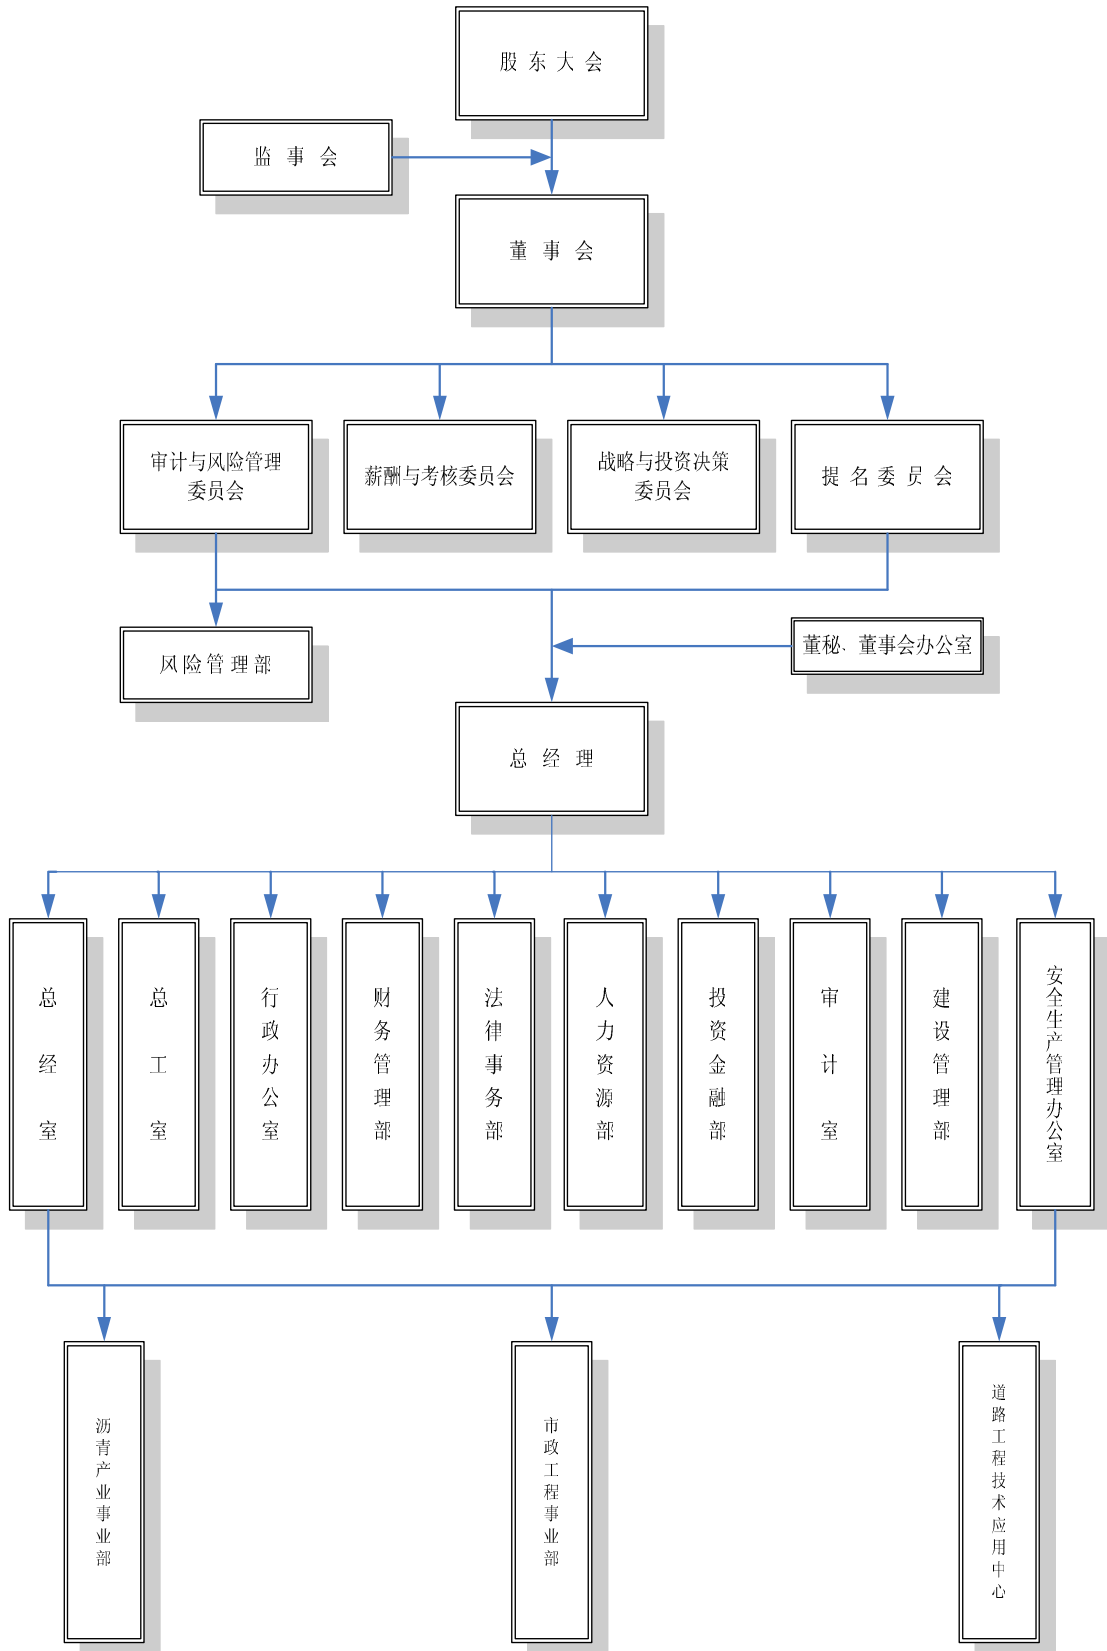 股东大会
监事会
董事会
审计与风险管理
委员会
薪酬与考核委员会
战略与投资决策
委员会
提名委员会
风险管理部
董秘、董事会办公室
总经理
总经室
总工室
行政办公室
财务管理部
法律事务部
人力资源部
投资金融部
审计室
建设管理部
安全生产管理办公室
沥青产业事业部
市政工程事业部
道路工程技术应用中心